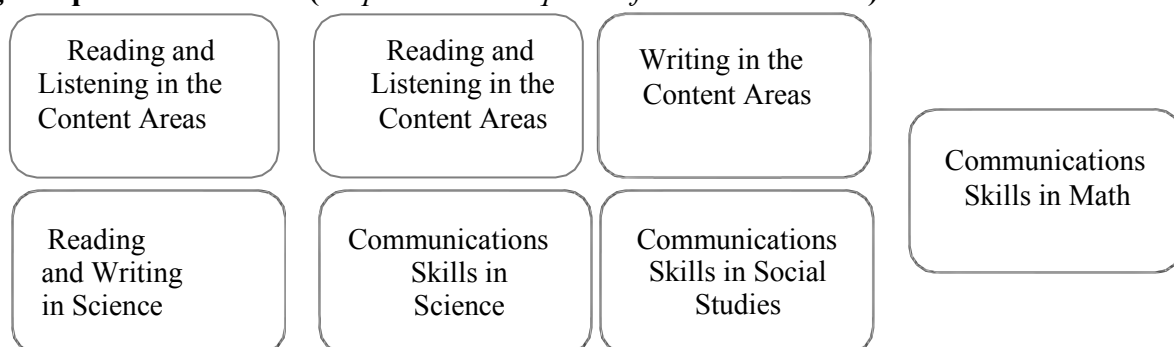 Reading and
Listening in the
Content Areas
Reading and
Listening in the
Content Areas
Writing in the
Content Areas
Communications
Skills in Math
Reading
and Writing
in Science
Communications
Skills in
Science
Communications
Skills in Social
Studies